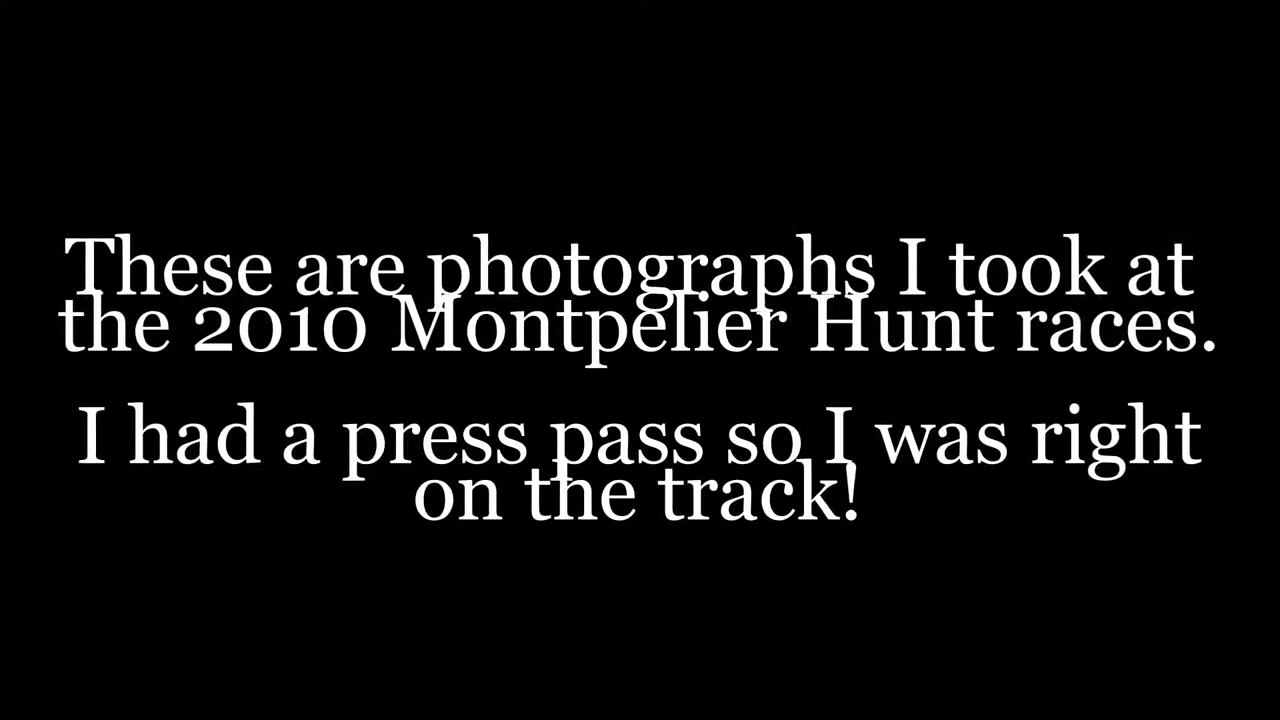 These are photographs I took at
the 2010 Montpelier Hunt races.
I had a press pass so I was right
on the track!